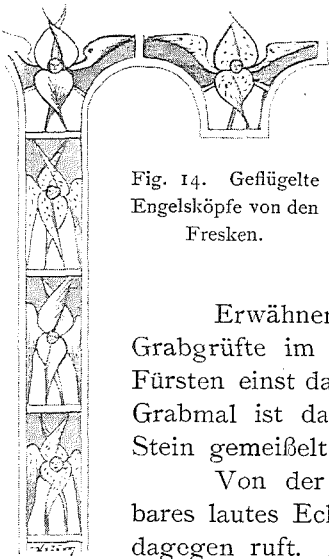 Fig. 14. Geflügelte
Engelsköpfe von den
Fresken.
Erwähnen
Grabgrüfte im
Fürsten einst da
Grabmal ist da
Stein gemeißelt
Von der
bares lautes Ech
dagegen ruft.